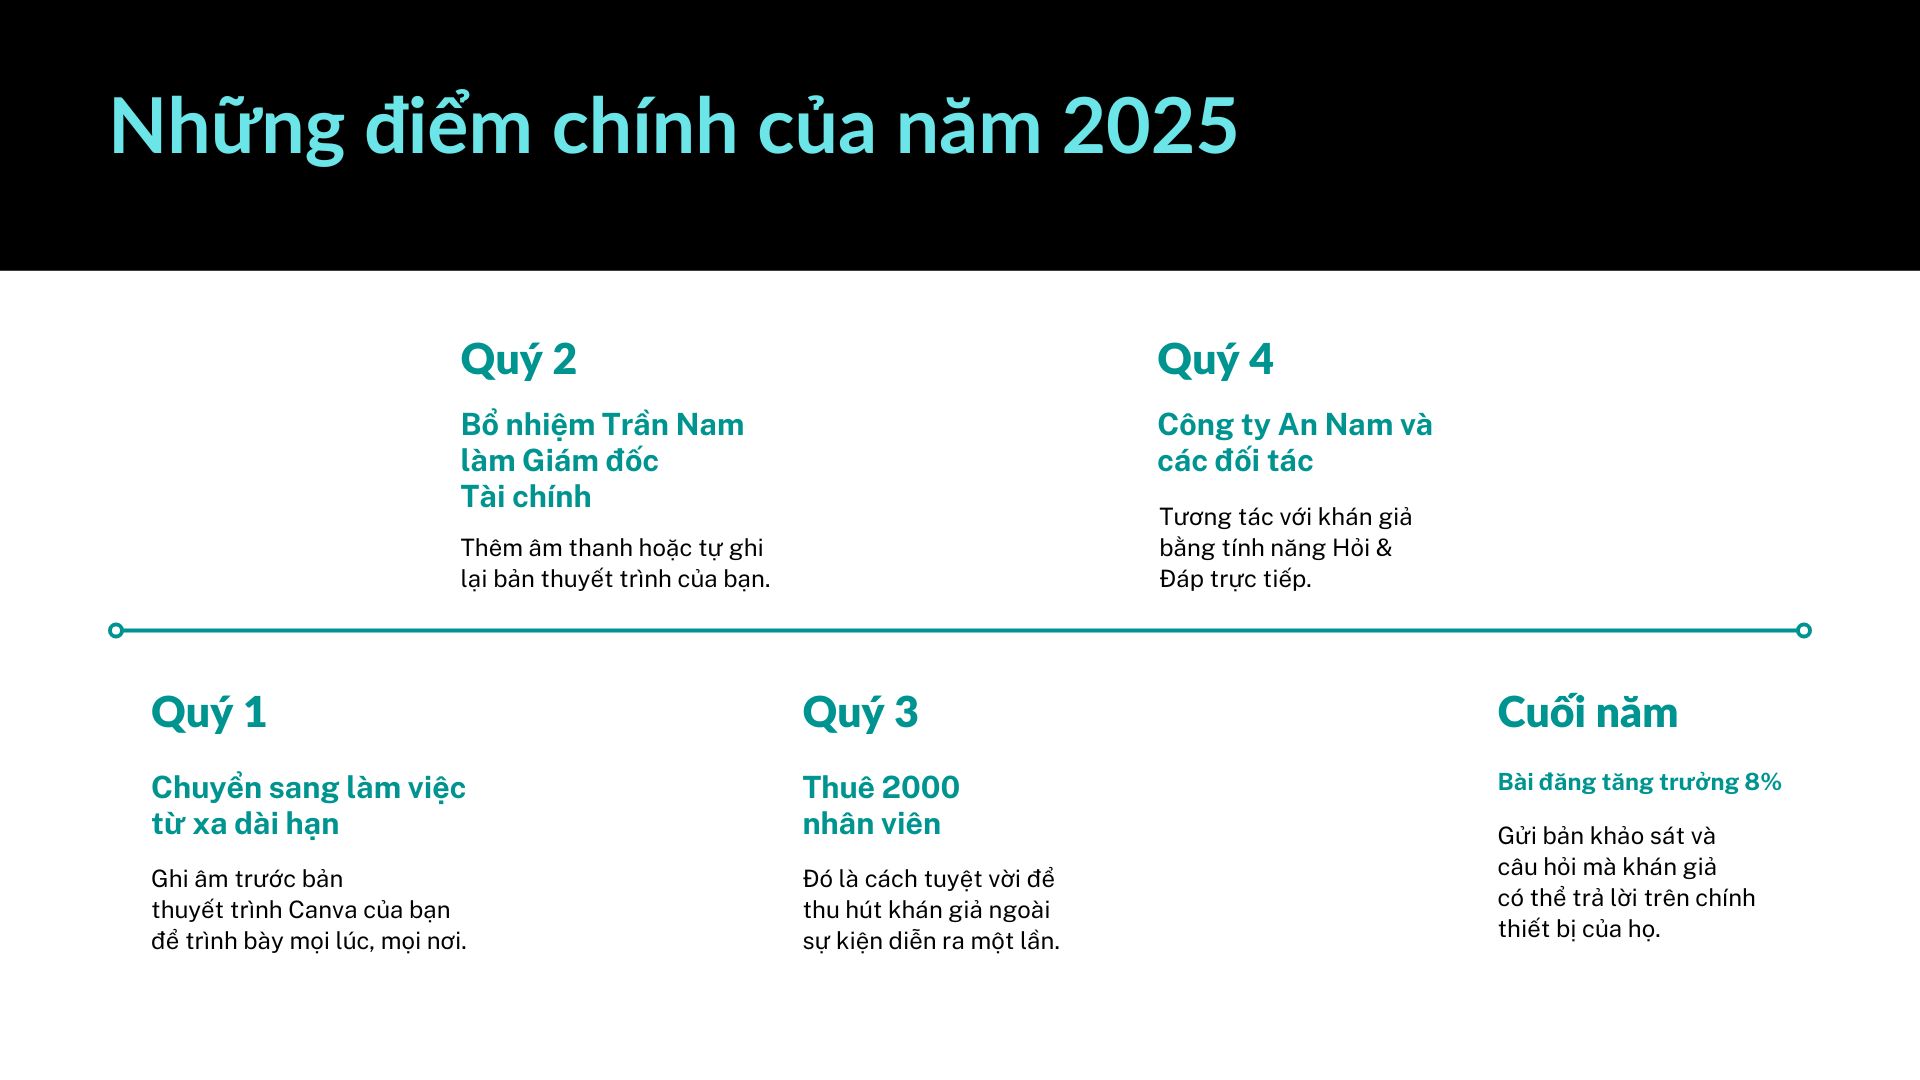 Những điểm chính của năm 2025
Quý 2
Bổ nhiệm Trần Nam
làm Giám đốc
Tài chính
Thêm âm thanh hoặc tự ghi
lại bản thuyết trình của bạn.
Quý 4
Công ty An Nam và
các đối tác
Tương tác với khán giả
bằng tính năng Hỏi &
Đáp trực tiếp.
Quý 1
Chuyển sang làm việc
từ xa dài hạn
Ghi âm trước bản
thuyết trình Canva của bạn
để trình bày mọi lúc, mọi nơi.
Quý 3
Thuê 2000
nhân viên
Đó là cách tuyệt vời để
thu hút khán giả ngoài
sự kiện diễn ra một lần.
Cuối năm
Bài đăng tăng trưởng 8%
Gửi bản khảo sát và
câu hỏi mà khán giả
có thể trả lời trên chính
thiết bị của họ.